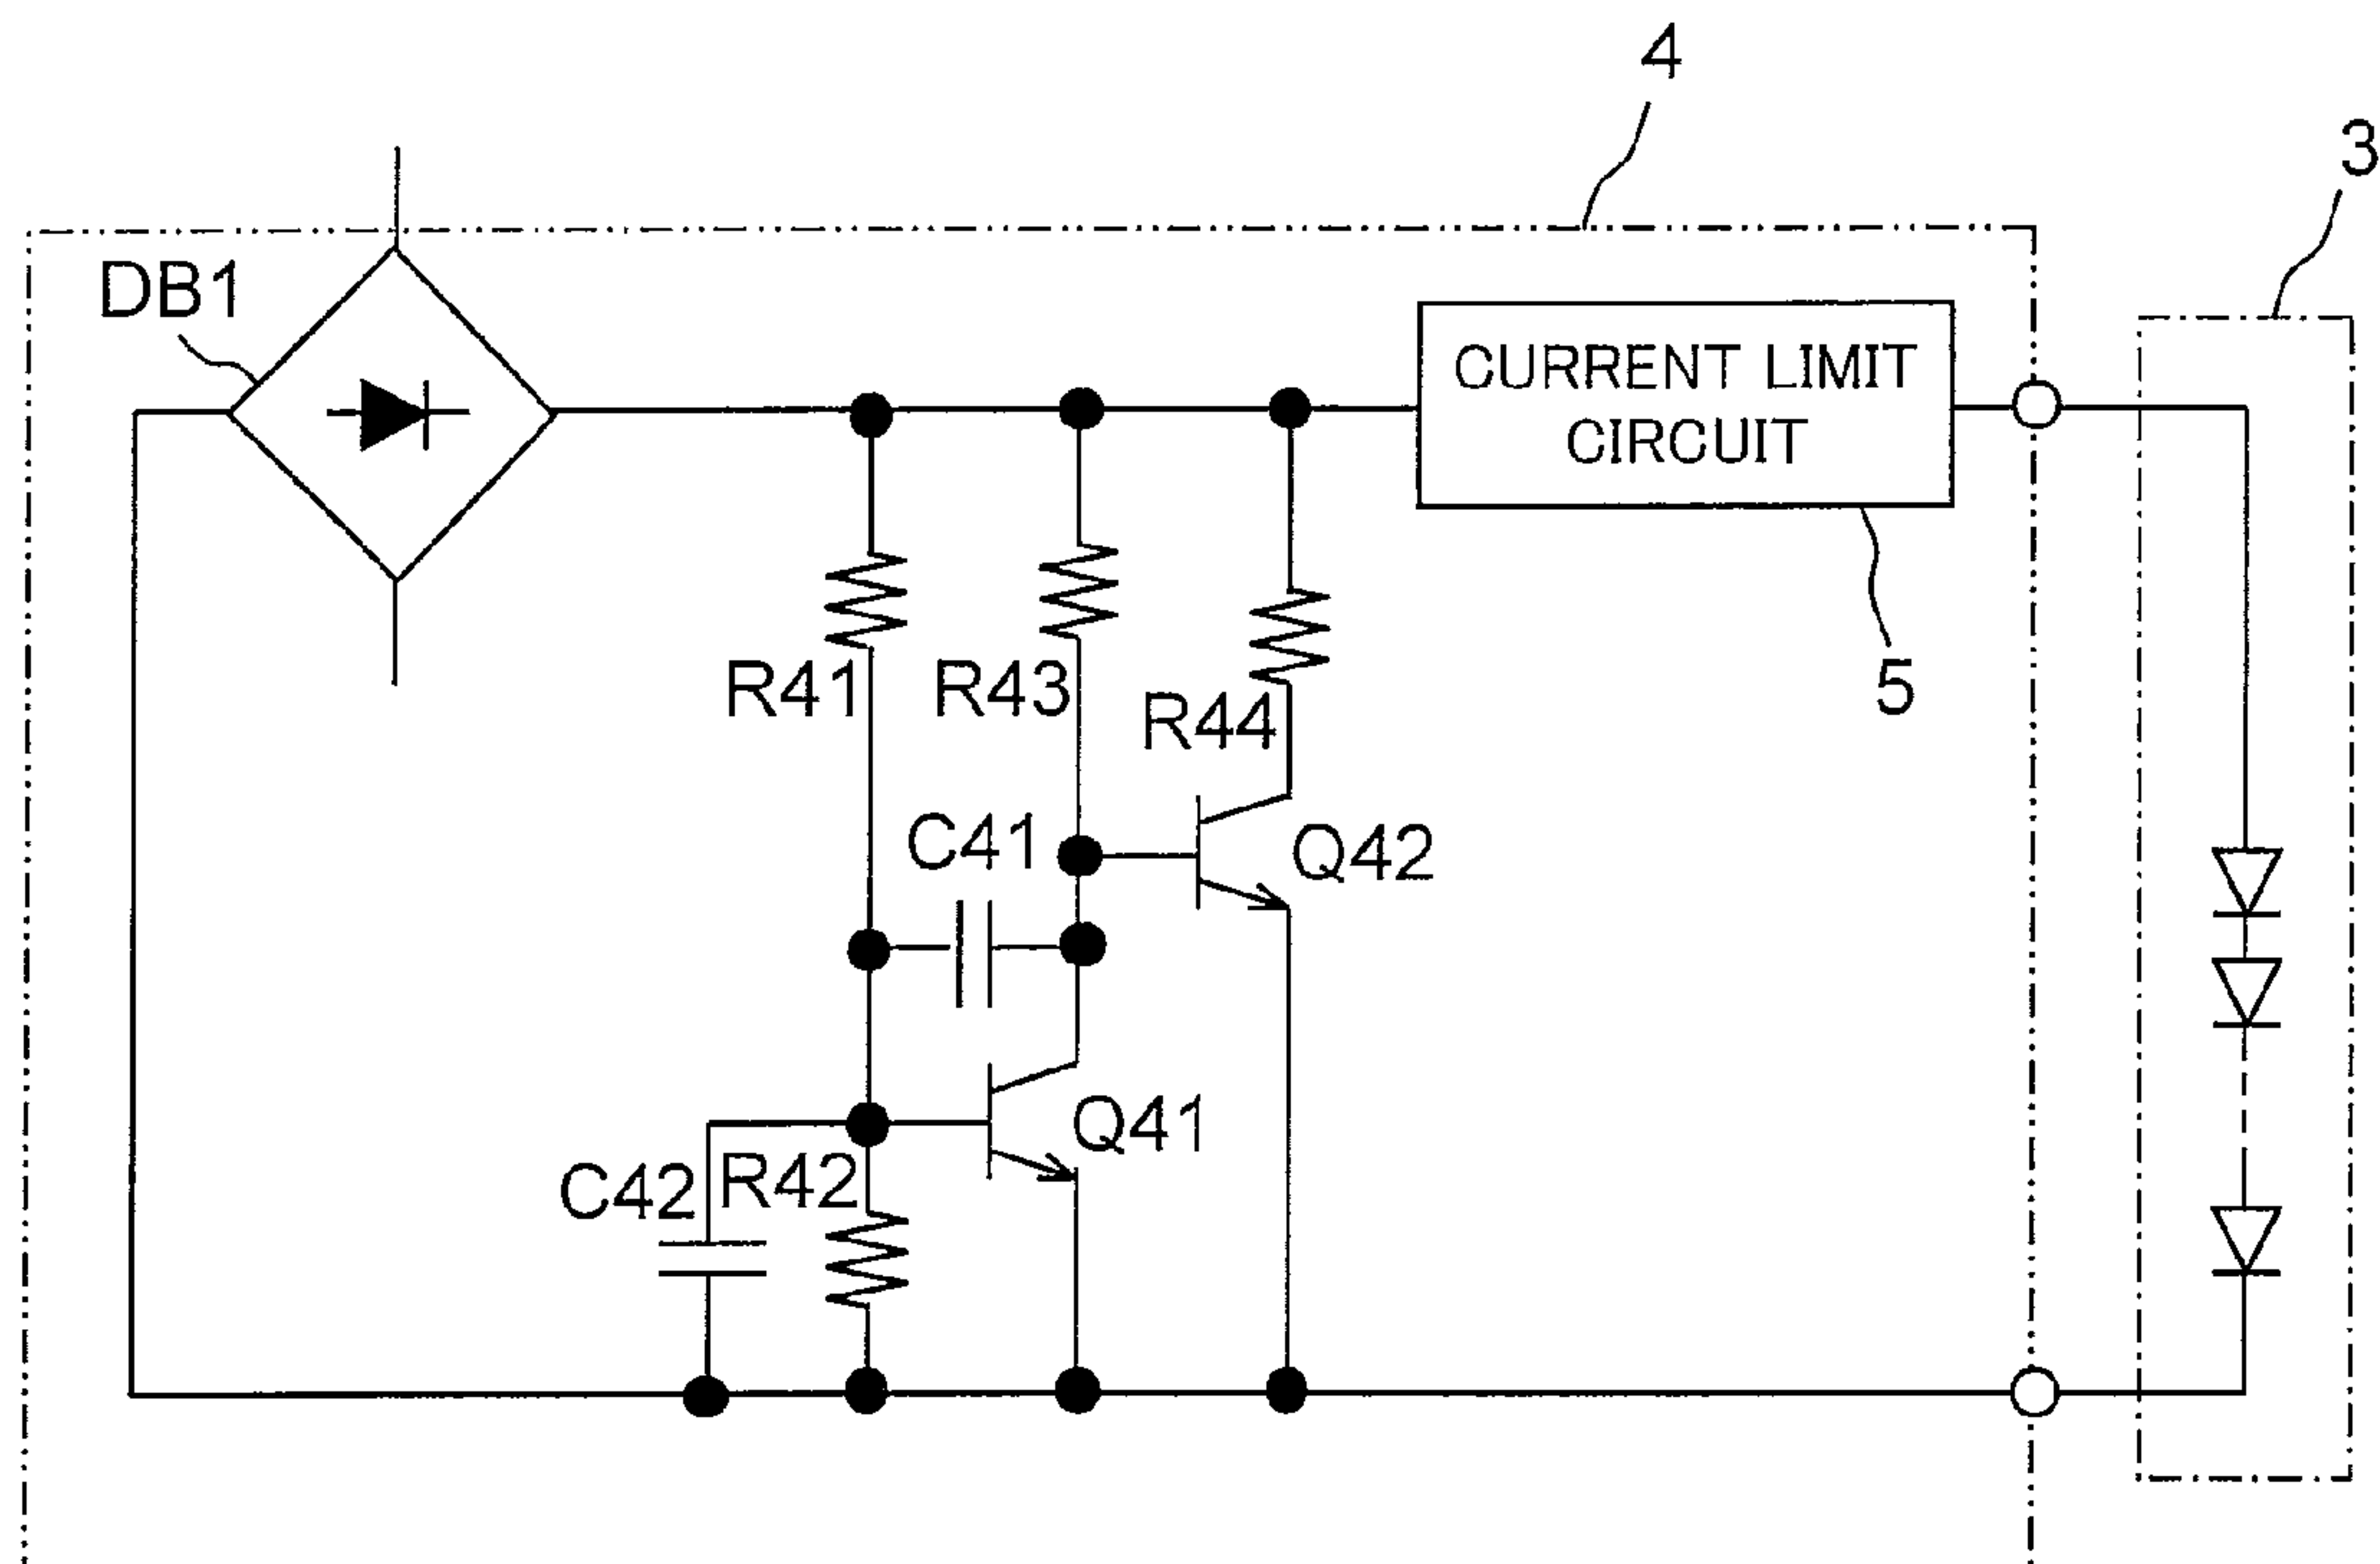 4
3
DB1
CURRENT LIMIT
CIRCUIT
R41
R43
R44
5
C41
Q42
C42
R42
Q41